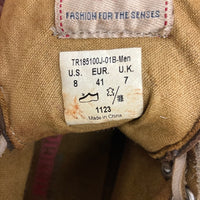 FASHION FOR THE SENSES
TR185100J-01B-Men
U.S. EUR. U.K.
8 41 7
1123
Made in China